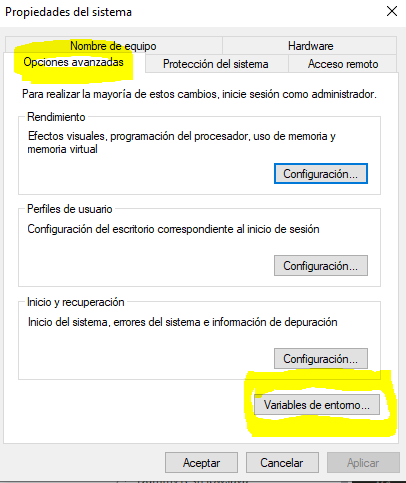 Propiedades del sistema
Nombre de equipo
Hardware
Opciones avanzadas
Protección del sistema
Acceso remoto
Para realizar la mayoría de estos cambios, inicie sesión como administrador.
Rendimiento
Efectos visuales, programación del procesador, uso de memoria y
memoria virtual
Configuración...
Perfiles de usuario
Configuración del escritorio correspondiente al inicio de sesión
Configuración...
Inicio y recuperación
Inicio del sistema, errores del sistema e información de depuración
Configuración...
Variables de entorno...
Aceptar
Cancelar
Aplicar